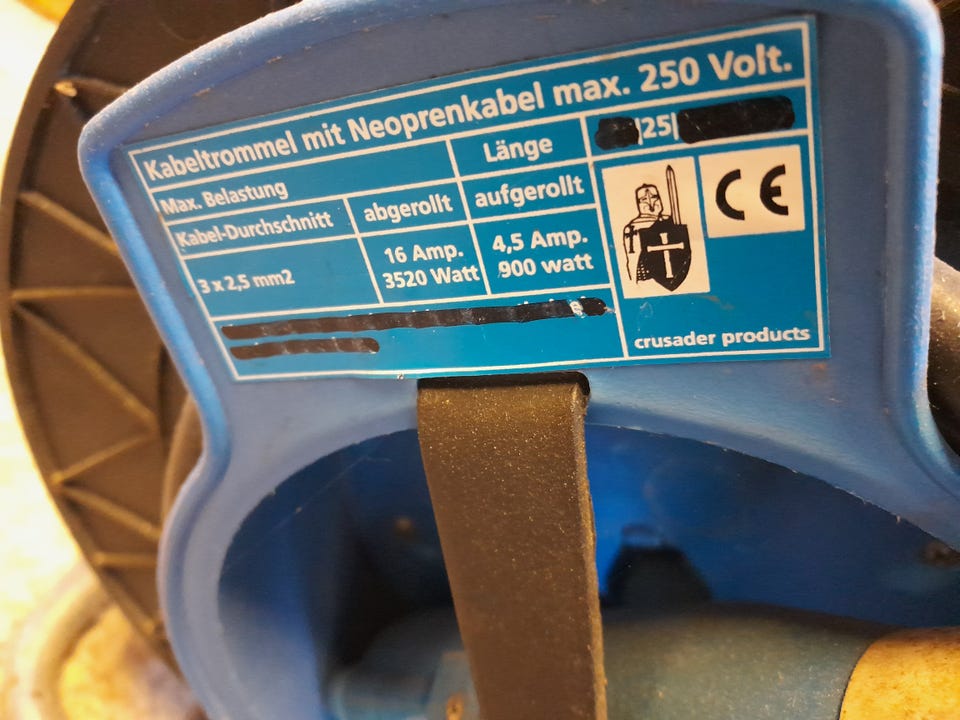 Kabeltrommel mit Neoprenkabel max. 250 Volt.
Max. Belastung Länge |25|
Kabel-Durchschnitt abgerollt aufgerollt
3 x 2,5 mm2 16 Amp. 3520 Watt 4,5 Amp. 900 watt
CE
crusader products